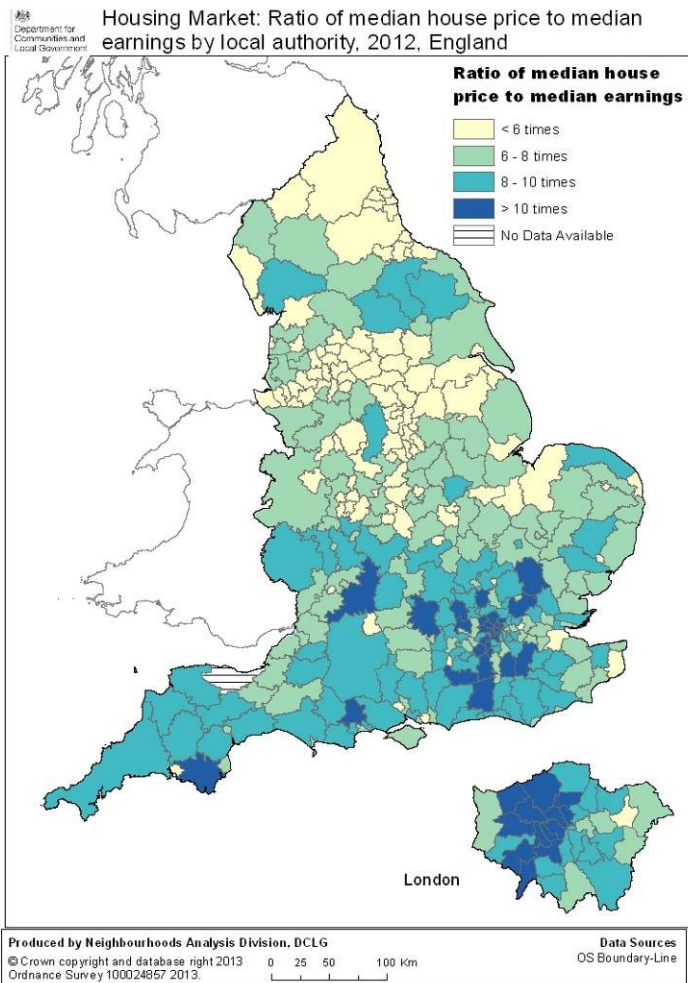 Department for
Communities and
Local Government
Housing Market: Ratio of median house price to median
earnings by local authority, 2012, England
Ratio of median house
price to median earnings
< 6 times
6 - 8 times
8 - 10 times
> 10 times
No Data Available
London
Produced by Neighbourhoods Analysis Division, DCLG
© Crown copyright and database right 2013
Ordnance Survey 100024857 2013.
0 25 50 100 Km
Data Sources
OS Boundary-Line